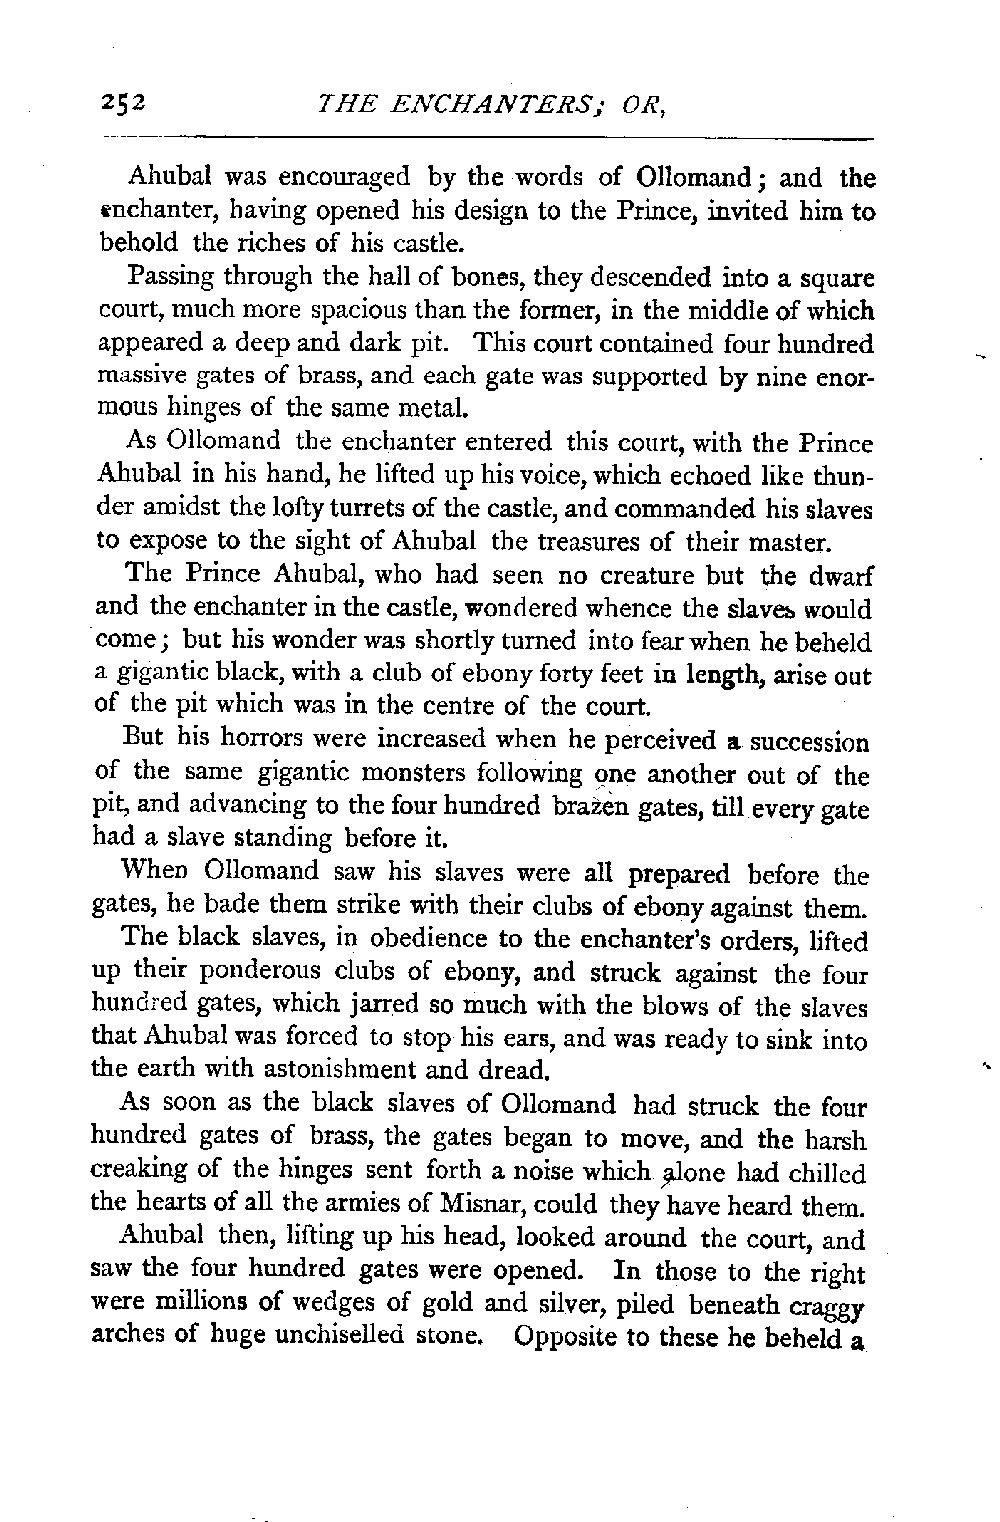 252 THE ENCHANTERS; OR,
Ahubal was encouraged by the words of Ollomand; and the
enchanter, having opened his design to the Prince, invited him to
behold the riches of his castle.
Passing through the hall of bones, they descended into a square
court, much more spacious than the former, in the middle of which
appeared a deep and dark pit. This court contained four hundred
massive gates of brass, and each gate was supported by nine enor-
mous hinges of the same metal.
As Ollomand the enchanter entered this court, with the Prince
Ahubal in his hand, he lifted up his voice, which echoed like thun-
der amidst the lofty turrets of the castle, and commanded his slaves
to expose to the sight of Ahubal the treasures of their master.
The Prince Ahubal, who had seen no creature but the dwarf
and the enchanter in the castle, wondered whence the slaves would
come; but his wonder was shortly turned into fear when he beheld
a gigantic black, with a club of ebony forty feet in length, arise out
of the pit which was in the centre of the court.
But his horrors were increased when he perceived a succession
of the same gigantic monsters following one another out of the
pit, and advancing to the four hundred brazen gates, till every gate
had a slave standing before it.
When Ollomand saw his slaves were all prepared before the
gates, he bade them strike with their clubs of ebony against them.
The black slaves, in obedience to the enchanter's orders, lifted
up their ponderous clubs of ebony, and struck against the four
hundred gates, which jarred so much with the blows of the slaves
that Ahubal was forced to stop his ears, and was ready to sink into
the earth with astonishment and dread.
As soon as the black slaves of Ollomand had struck the four
hundred gates of brass, the gates began to move, and the harsh
creaking of the hinges sent forth a noise which alone had chilled
the hearts of all the armies of Misnar, could they have heard them.
Ahubal then, lifting up his head, looked around the court, and
saw the four hundred gates were opened. In those to the right
were millions of wedges of gold and silver, piled beneath craggy
arches of huge unchiselled stone. Opposite to these he beheld a